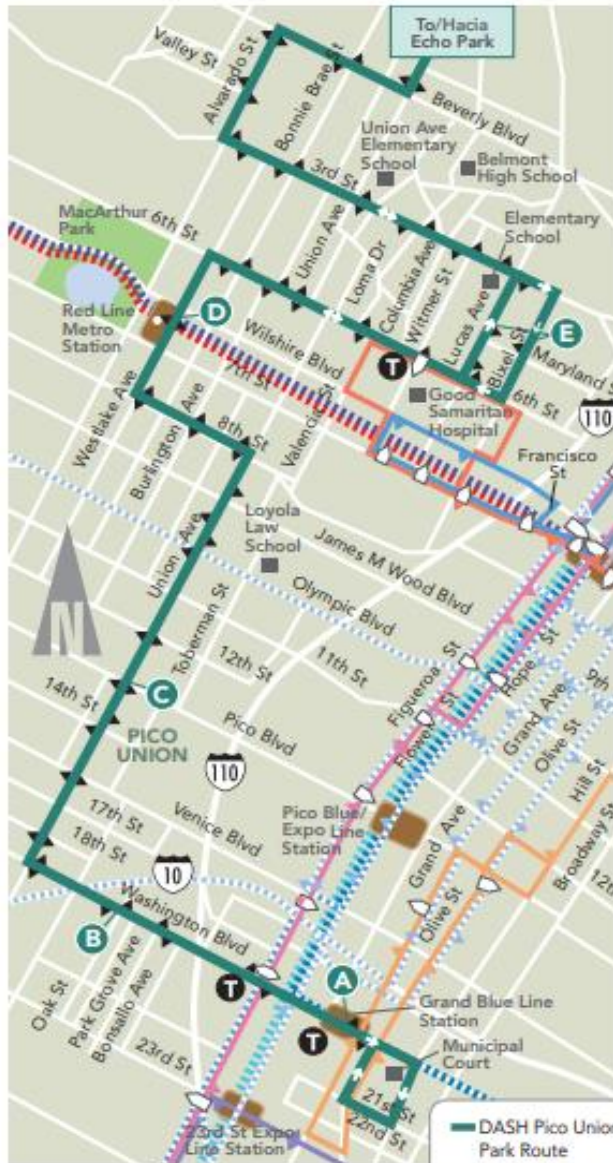 To/Hacia
Echo Park
Valley St
Alvarado St
Bonnie Brae St
Beverly Blvd
Union Ave
Elementary
School
Belmont
High School
3rd St
MacArthur
Park
6th St
Union Ave
Loma Dr
Columbia Ave
Witmer St
Elementary
School
Lucas Ave
Bixel St
Maryland St
E
D
Red Line
Metro
Station
Wilshire Blvd
7th St
T
6th St
Good
Samaritan
Hospital
110
Westlake Ave
Burlington Ave
8th St
Valencia St
Francisco
St
Loyola
Law
School
James M Wood Blvd
N
Union Ave
Olympic Blvd
Toberman St
12th St
11th St
Figueroa St
Flower St
Hope St
Grand Ave
Olive St
9th
C
14th St
PICO
UNION
Pico Blvd
110
Hill St
Broadway
Pico Blue/
Expo Line
Station
17th St
18th St
Venice Blvd
10
Grand Ave
Olive St
12th
Washington Blvd
B
A
T
T
Oak St
Park Grove Ave
Bonsallo Ave
23rd St
Grand Blue Line
Station
Municipal
Court
21st St
22nd St
23rd St Expo
Line Station
DASH Pico Union
Park Route